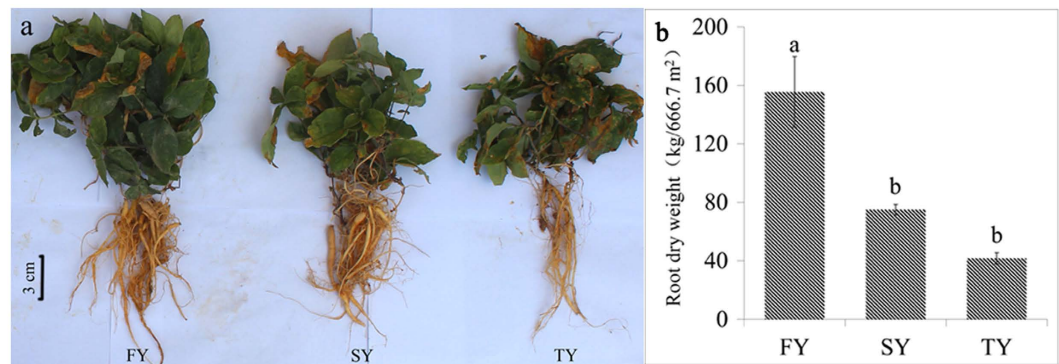 a
3 cm
FY SY TY
b
Root dry weight（kg/666.7 m²）
200
160
120
80
40
0
a
b
b
FY SY TY